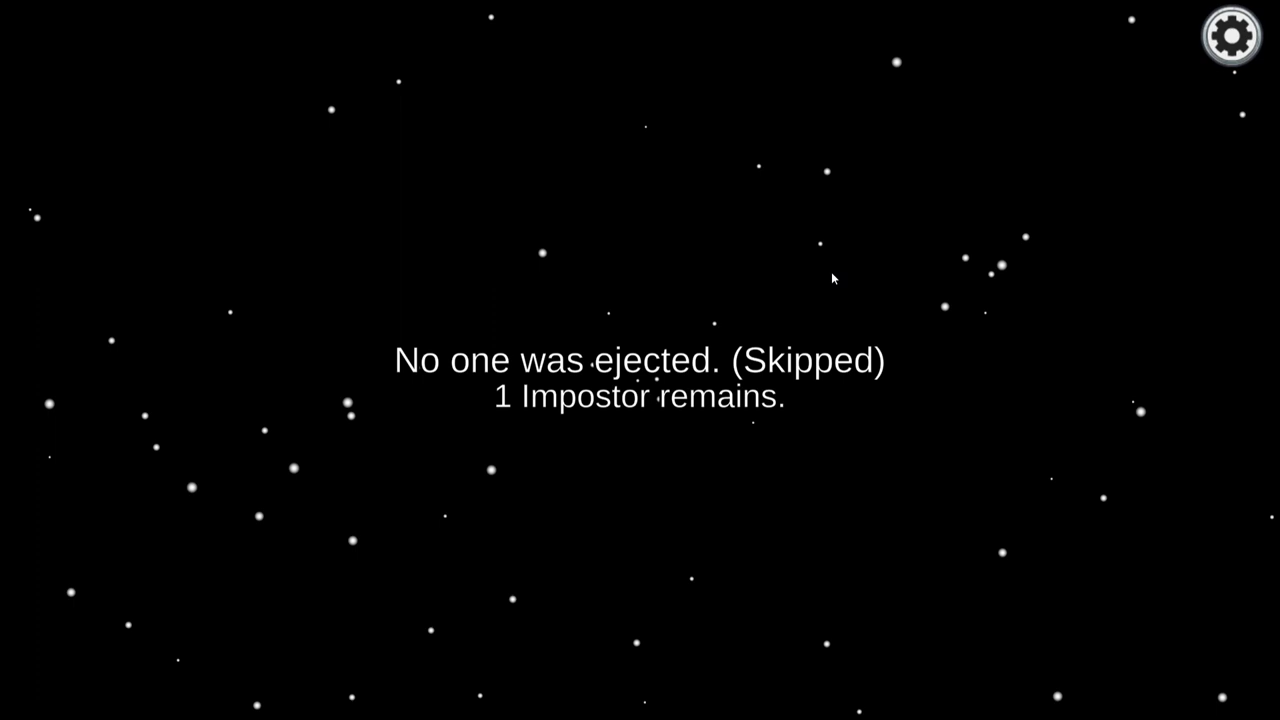 No one was ejected. (Skipped)
1 Impostor remains.